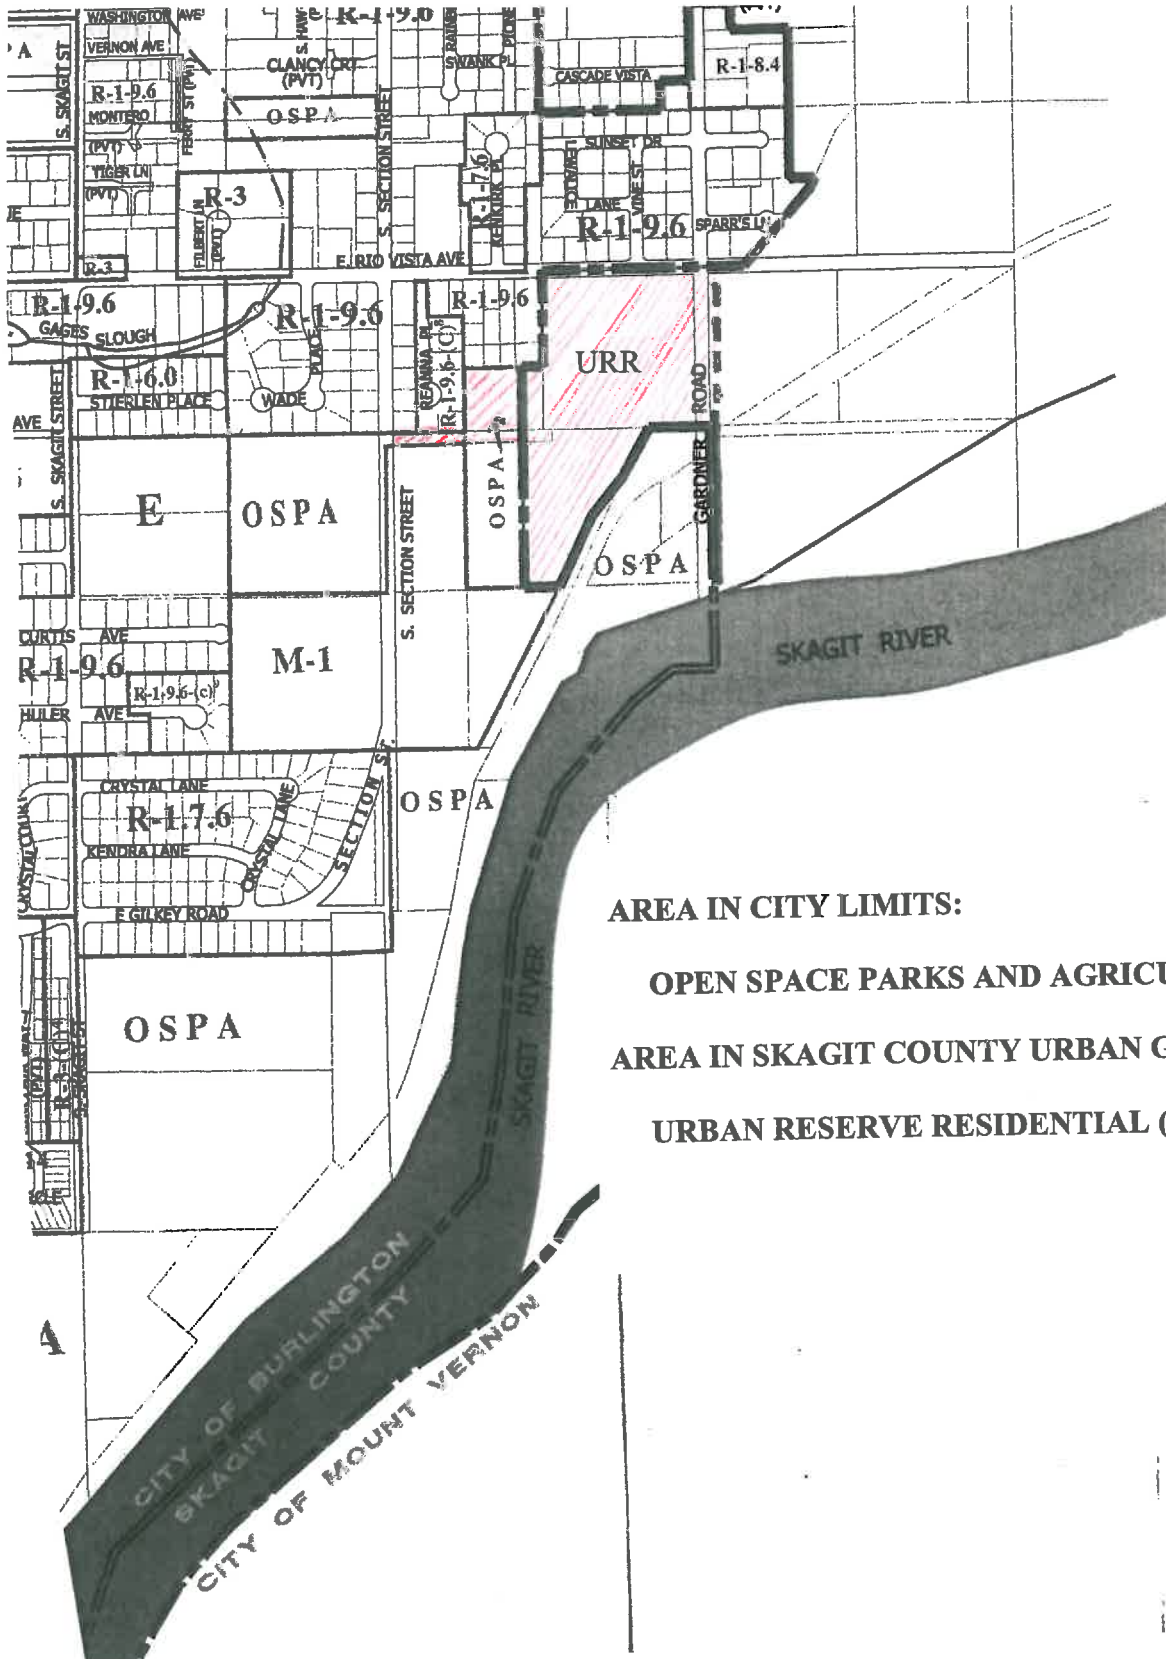 WASHINGTON AVE
VERNON AVE
S. SKAGIT ST
R-1-9.6
MONTERO
(PVT)
TIGER LN
(PVT)
FERRY ST (PVT)
R-1-9.6
CLANCY CRT
(PVT)
OSPA
SWANK PL
CASCADE VISTA
R-1-8.4
SUNSET DR
S. SECTION STREET
R-1-7.6
KENKIRK PL
LANE
VINE ST
R-1-9.6
SPARR'S LN
R-3
FILBERT LN
(PVT)
R-3
E. RIO VISTA AVE
R-1-9.6
GAGES SLOUGH
R-1-9.6
PLACE
WADE
R-1-9.6
REANNA PL
R-1-9.6-(C)
URR
GARDNER ROAD
R-1-6.0
STIERLEN PLACE
AVE
S. SKAGIT STREET
E
OSPA
S. SECTION STREET
OSPA
OSPA
CURTIS AVE
R-1-9.6
R-1-9.6-(c)
HULER AVE
M-1
SKAGIT RIVER
CRYSTAL LANE
R-1.7.6
KENDRA LANE
CRYSTAL LANE
SECTION ST.
CRYSTAL COURT
E GILKEY ROAD
OSPA
AREA IN CITY LIMITS:
OPEN SPACE PARKS AND AGRICU
AREA IN SKAGIT COUNTY URBAN G
URBAN RESERVE RESIDENTIAL (
SKAGIT RIVER
OSPA
(PVT)
S. SKAGIT ST
CITY OF BURLINGTON
SKAGIT COUNTY
CITY OF MOUNT VERNON